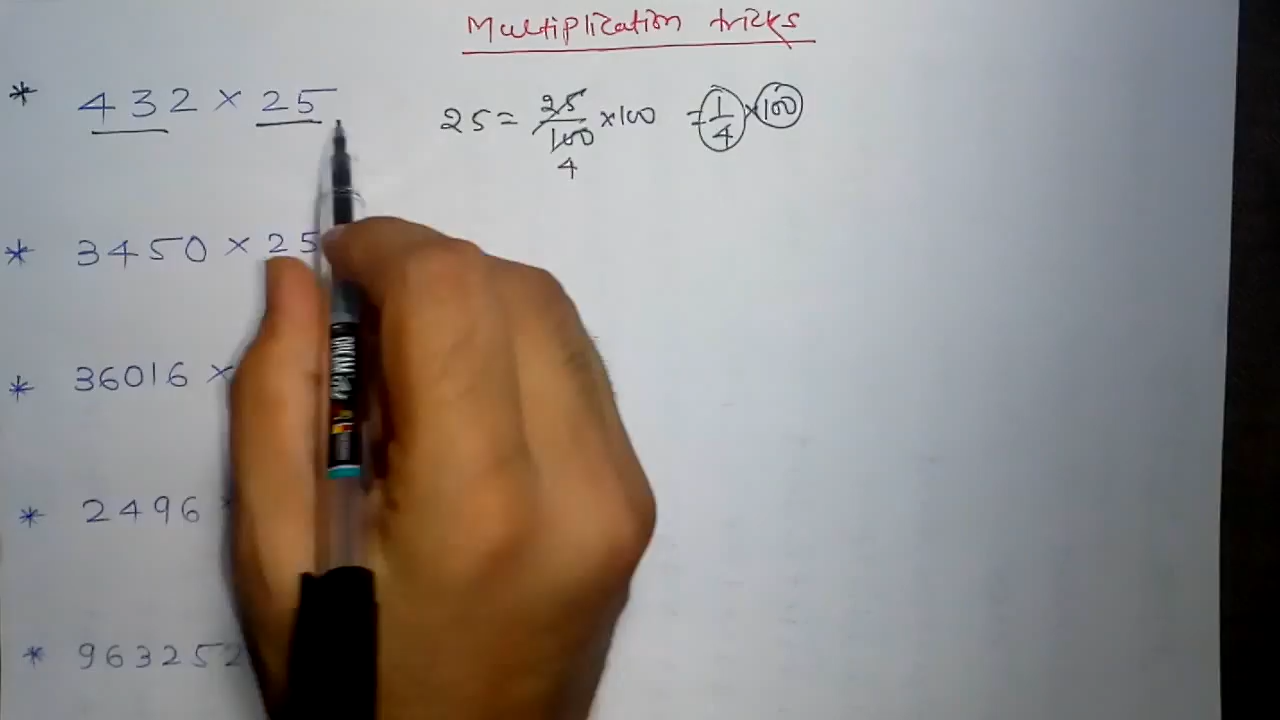 Multiplication tricks
* 432 × 25 25 = 25/100 × 100 = 1/4 × 100
4
* 3450 × 25
* 36016 ×
* 2496
* 963252